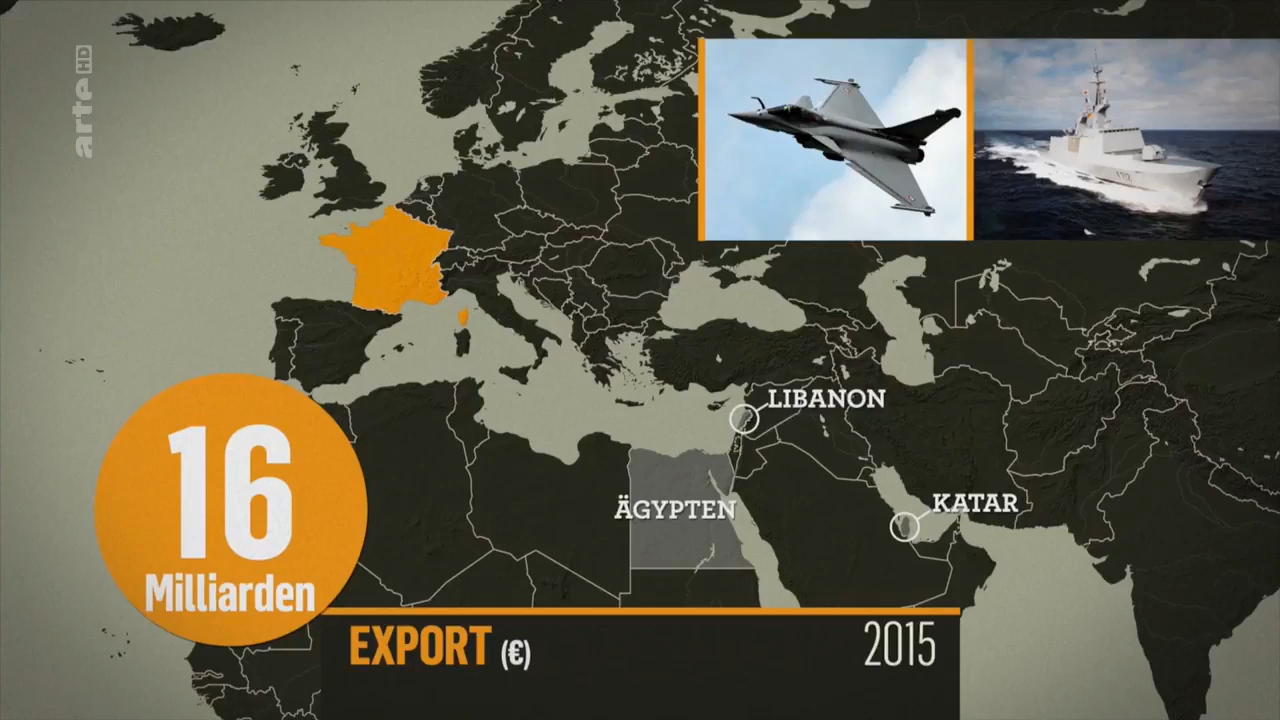 arte HD
LIBANON
KATAR
ÄGYPTEN
16
Milliarden
EXPORT (€)
2015